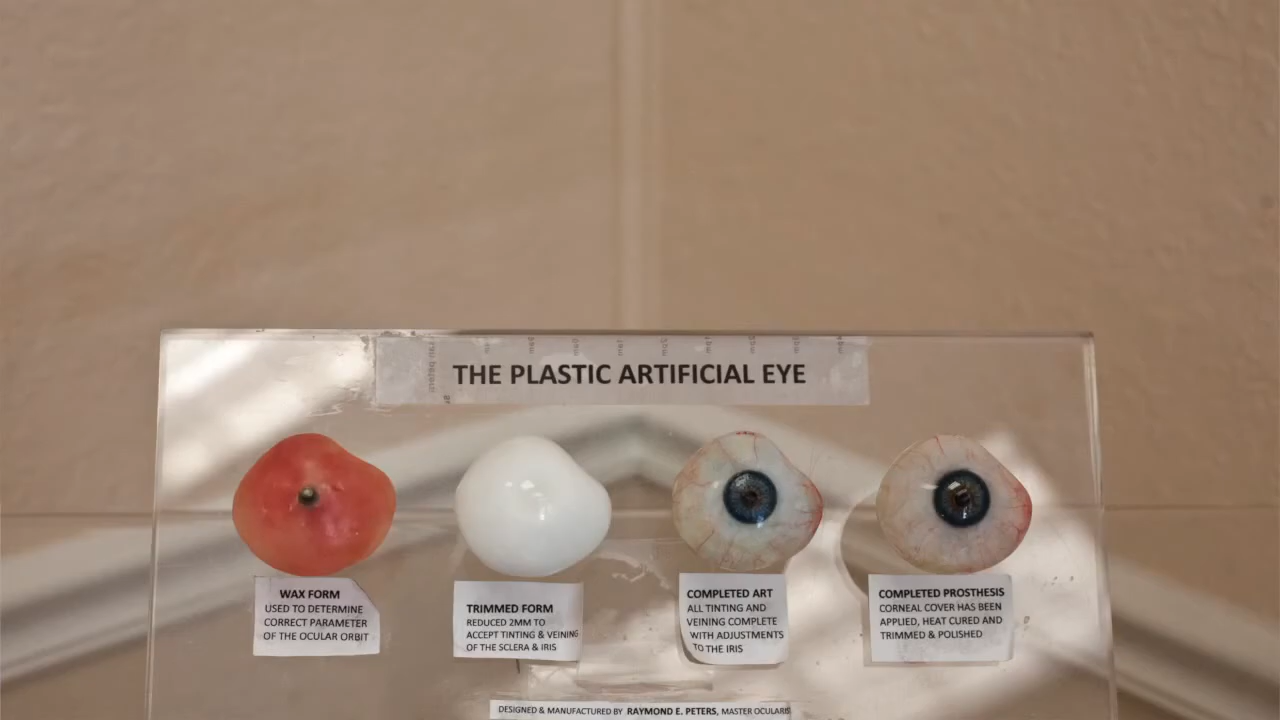 THE PLASTIC ARTIFICIAL EYE
WAX FORM
USED TO DETERMINE
CORRECT PARAMETER
OF THE OCULAR ORBIT
TRIMMED FORM
REDUCED 2MM TO
ACCEPT TINTING & VEINING
OF THE SCLERA & IRIS
COMPLETED ART
ALL TINTING AND
VEINING COMPLETE
WITH ADJUSTMENTS
TO THE IRIS
COMPLETED PROSTHESIS
CORNEAL COVER HAS BEEN
APPLIED, HEAT CURED AND
TRIMMED & POLISHED
DESIGNED & MANUFACTURED BY RAYMOND E. PETERS, MASTER OCULARIS